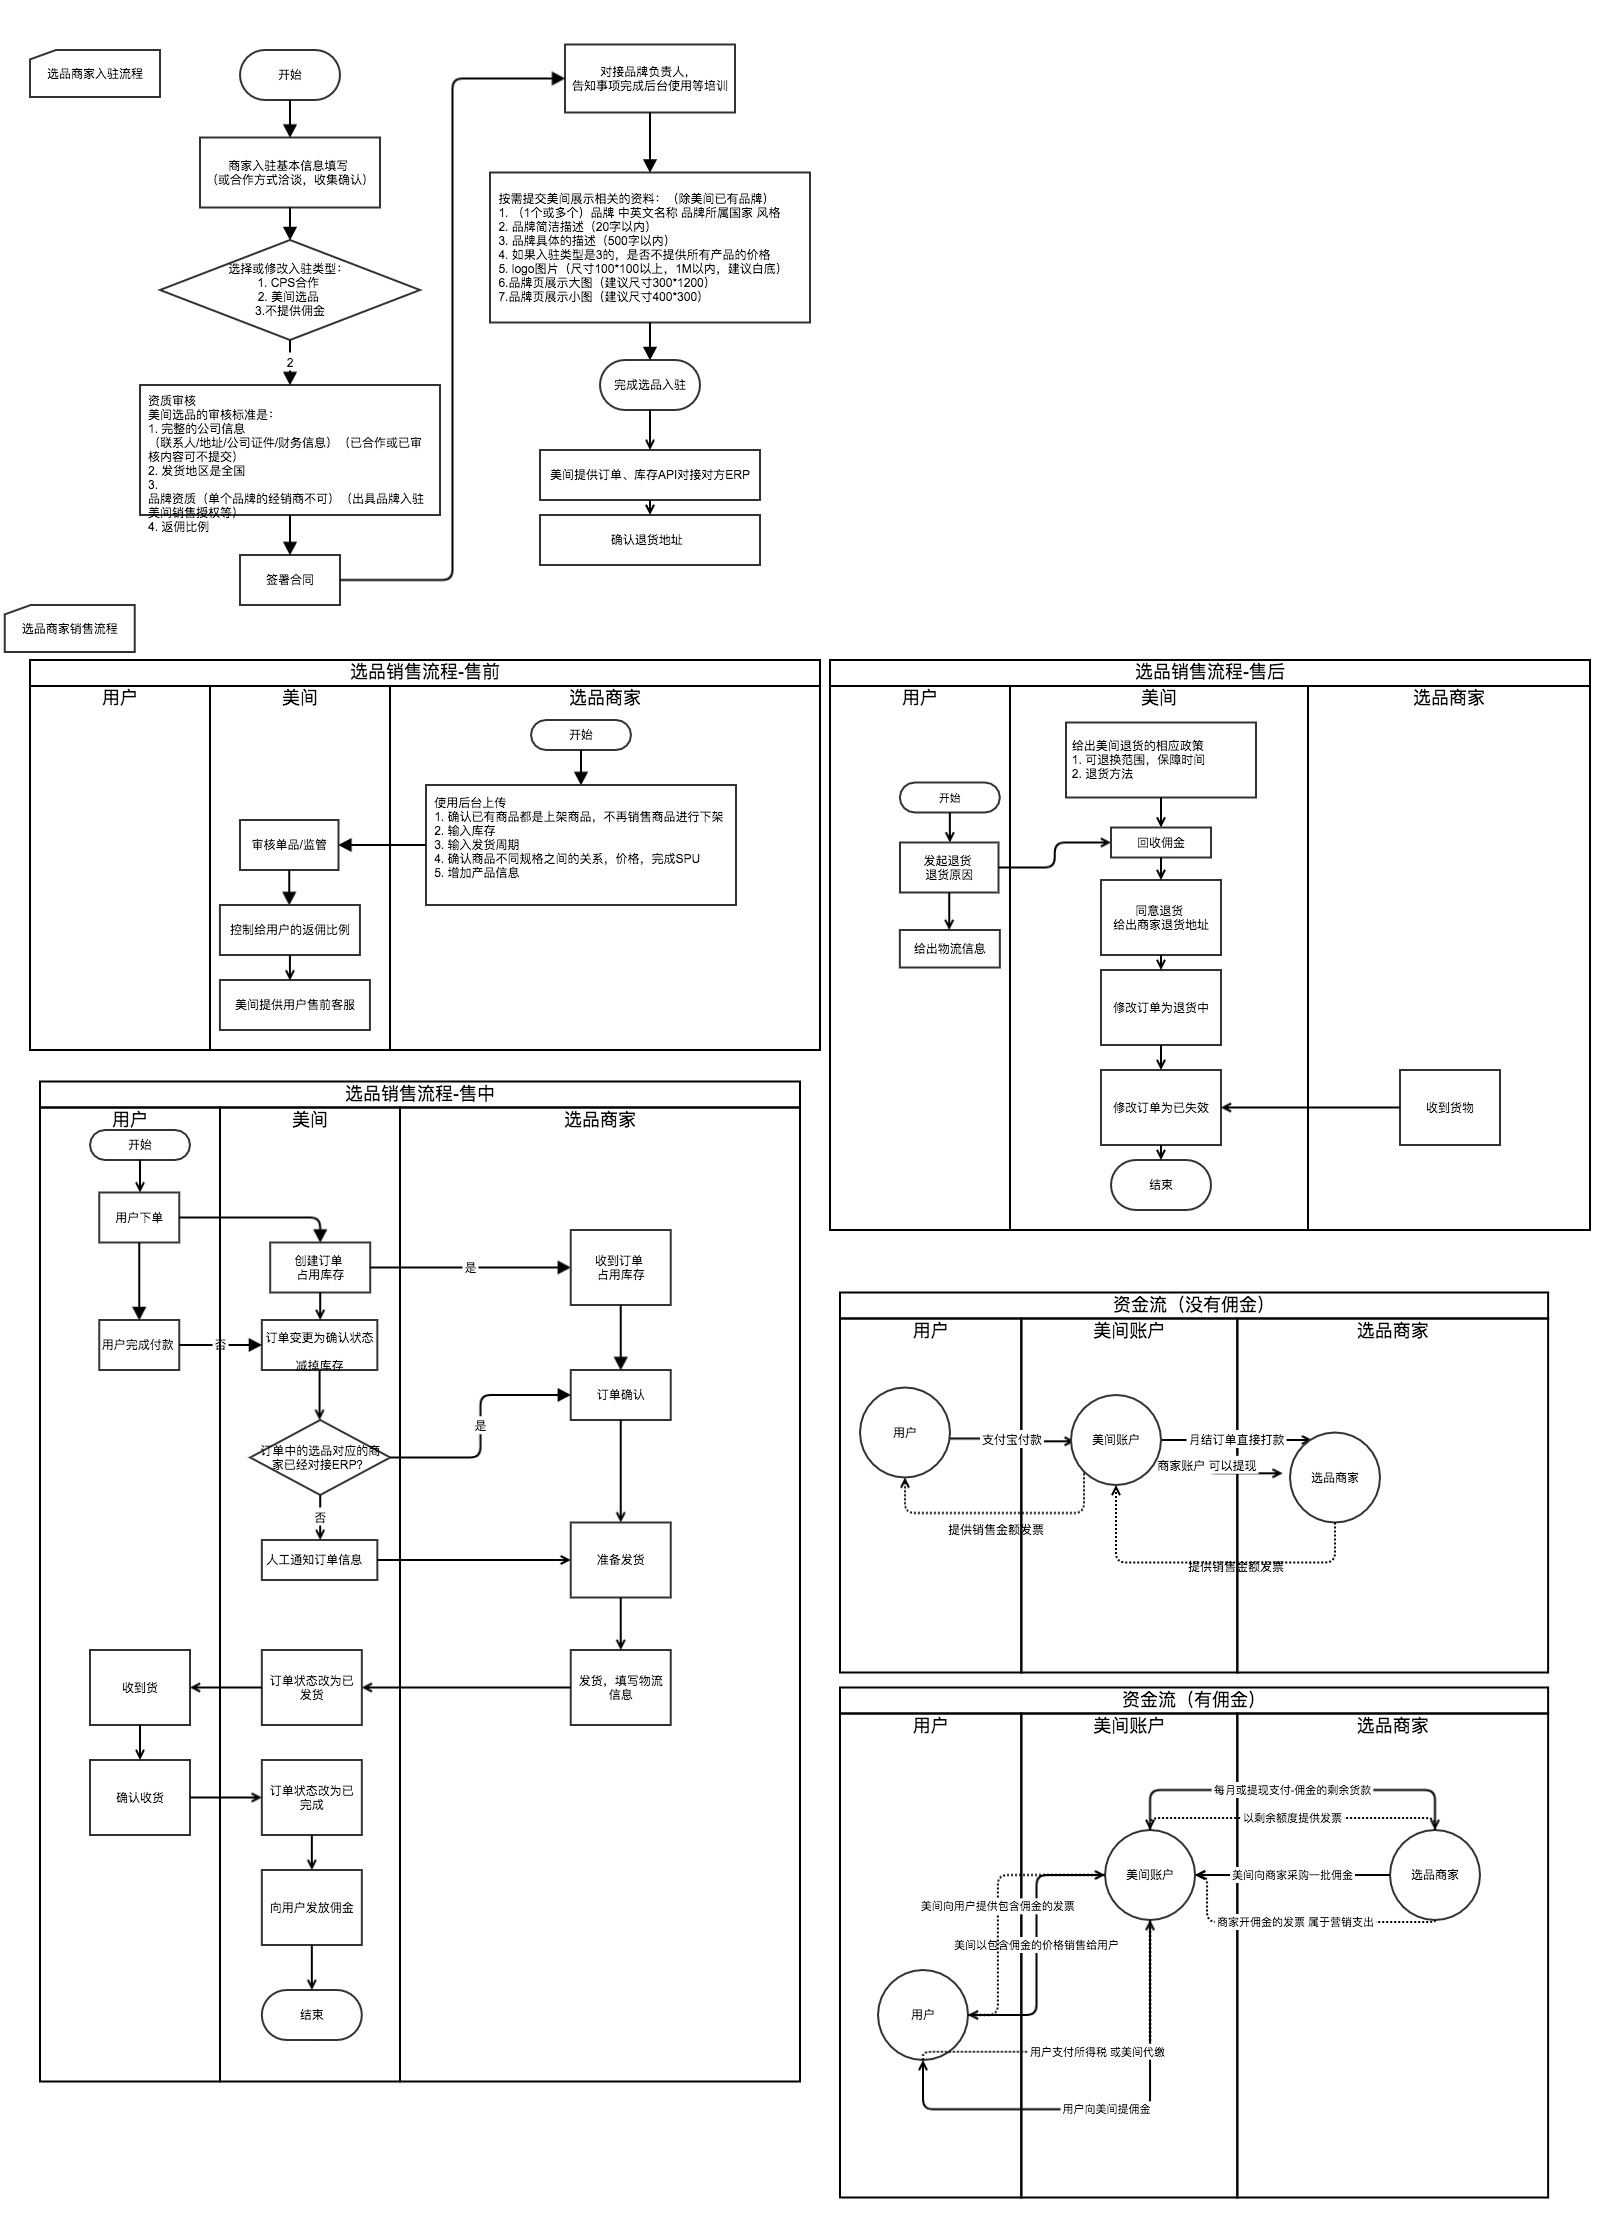 选品商家入驻流程
开始
商家入驻基本信息填写
（或合作方式洽谈，收集确认）
选择或修改入驻类型：
1. CPS合作
2. 美间选品
3.不提供佣金
2
资质审核
美间选品的审核标准是：
1. 完整的公司信息
（联系人/地址/公司证件/财务信息）（已合作或已审
核内容可不提交）
2. 发货地区是全国
3.
品牌资质（单个品牌的经销商不可）（出具品牌入驻
美间销售授权等）
4. 返佣比例
签署合同
对接品牌负责人，
告知事项完成后台使用等培训
按需提交美间展示相关的资料：（除美间已有品牌）
1. （1个或多个）品牌 中英文名称 品牌所属国家 风格
2. 品牌简洁描述（20字以内）
3. 品牌具体的描述（500字以内）
4. 如果入驻类型是3的，是否不提供所有产品的价格
5. logo图片（尺寸100*100以上，1M以内，建议白底）
6.品牌页展示大图（建议尺寸300*1200）
7.品牌页展示小图（建议尺寸400*300）
完成选品入驻
美间提供订单、库存API对接对方ERP
确认退货地址
选品商家销售流程
选品销售流程-售前
用户
美间
选品商家
开始
使用后台上传
1. 确认已有商品都是上架商品，不再销售商品进行下架
2. 输入库存
3. 输入发货周期
4. 确认商品不同规格之间的关系，价格，完成SPU
5. 增加产品信息
审核单品/监管
控制给用户的返佣比例
美间提供用户售前客服
选品销售流程-售后
用户
美间
选品商家
给出美间退货的相应政策
1. 可退换范围，保障时间
2. 退货方法
开始
发起退货
退货原因
给出物流信息
回收佣金
同意退货
给出商家退货地址
修改订单为退货中
修改订单为已失效
收到货物
结束
选品销售流程-售中
用户
美间
选品商家
开始
用户下单
创建订单
占用库存
是
收到订单
占用库存
用户完成付款
否
订单变更为确认状态
减掉库存
订单确认
订单中的选品对应的商
家已经对接ERP?
是
否
人工通知订单信息
准备发货
发货，填写物流
信息
订单状态改为已
发货
收到货
确认收货
订单状态改为已
完成
向用户发放佣金
结束
资金流（没有佣金）
用户
美间账户
选品商家
用户
支付宝付款
美间账户
月结订单直接打款
商家账户 可以提现
选品商家
提供销售金额发票
提供销售金额发票
资金流（有佣金）
用户
美间账户
选品商家
每月或提现支付-佣金的剩余货款
以剩余额度提供发票
美间账户
美间向商家采购一批佣金
选品商家
美间向用户提供包含佣金的发票
商家开佣金的发票 属于营销支出
美间以包含佣金的价格销售给用户
用户
用户支付所得税 或美间代缴
用户向美间提佣金